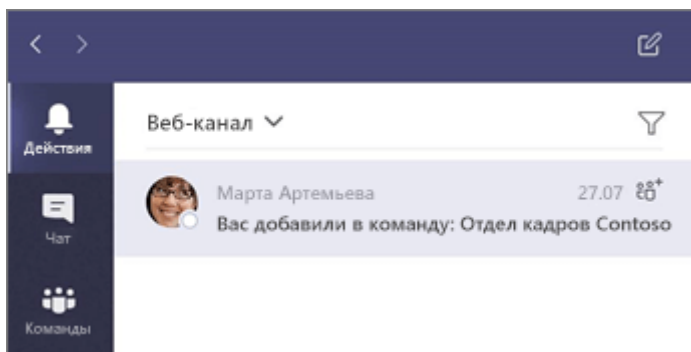 Действия
Чат
Команды
Веб-канал
Марта Артемьева 27.07
Вас добавили в команду: Отдел кадров Contoso